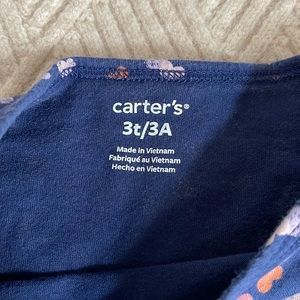 carter's®
3t/3A
Made in Vietnam
Fabriqué au Vietnam
Hecho en Vietnam